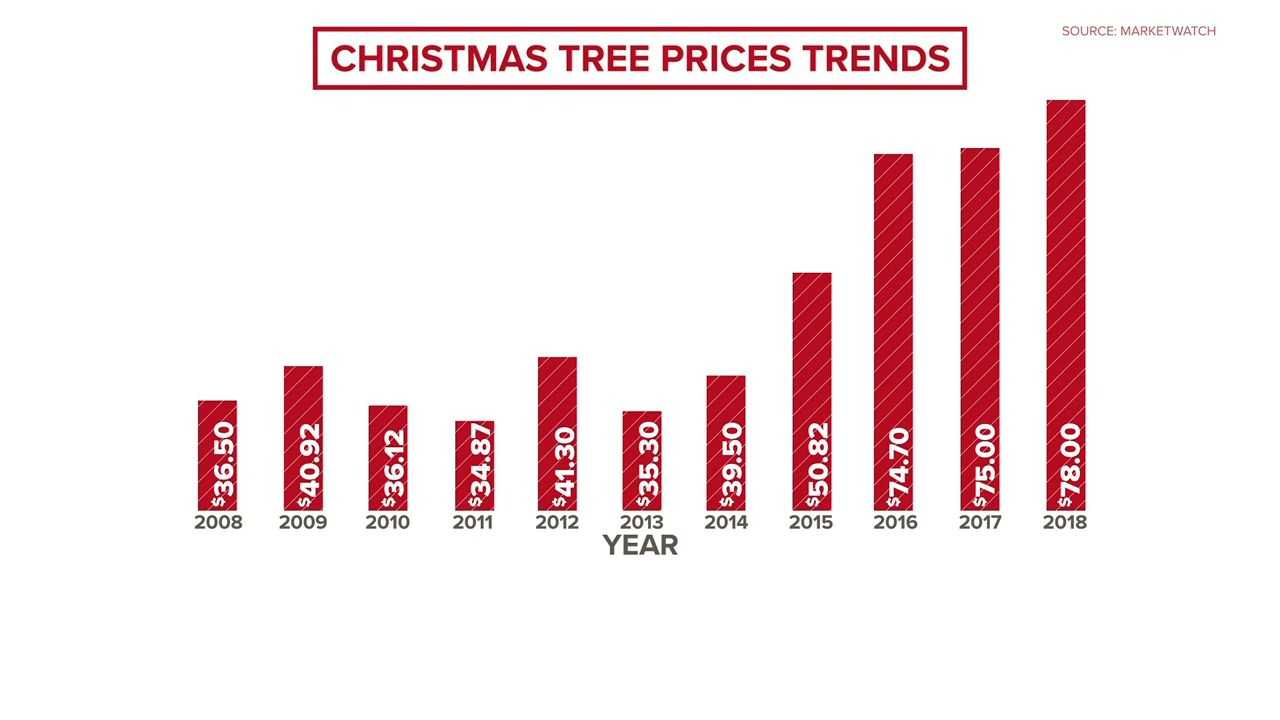 SOURCE: MARKETWATCH
CHRISTMAS TREE PRICES TRENDS
$36.50
$40.92
$36.12
$34.87
$41.30
$35.30
$39.50
$50.82
$74.70
$75.00
$78.00
2008 2009 2010 2011 2012 2013 2014 2015 2016 2017 2018
YEAR